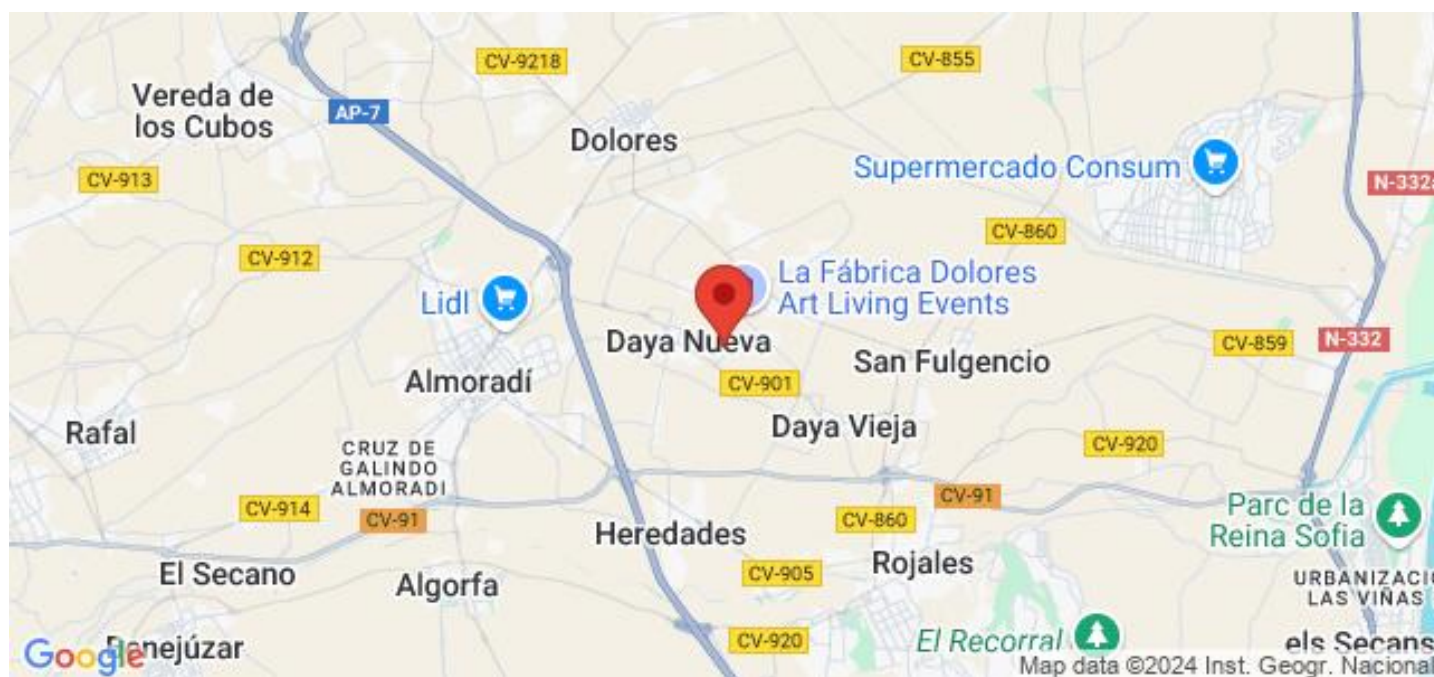 CV-9218
CV-855
Vereda de
los Cubos
AP-7
Dolores
Supermercado Consum
CV-913
N-332a
CV-860
CV-912
La Fábrica Dolores
Art Living Events
Lidl
Daya Nueva
CV-859
N-332
San Fulgencio
Almoradí
CV-901
Rafal
Daya Vieja
CV-920
CRUZ DE
GALINDO
ALMORADI
CV-91
CV-914
CV-91
CV-860
Parc de la
Reina Sofia
Heredades
Rojales
El Secano
Algorfa
CV-905
URBANIZACIO
LAS VIÑAS
CV-920
El Recorral
els Secans
Google
Benejúzar
Map data ©2024 Inst. Geogr. Nacional